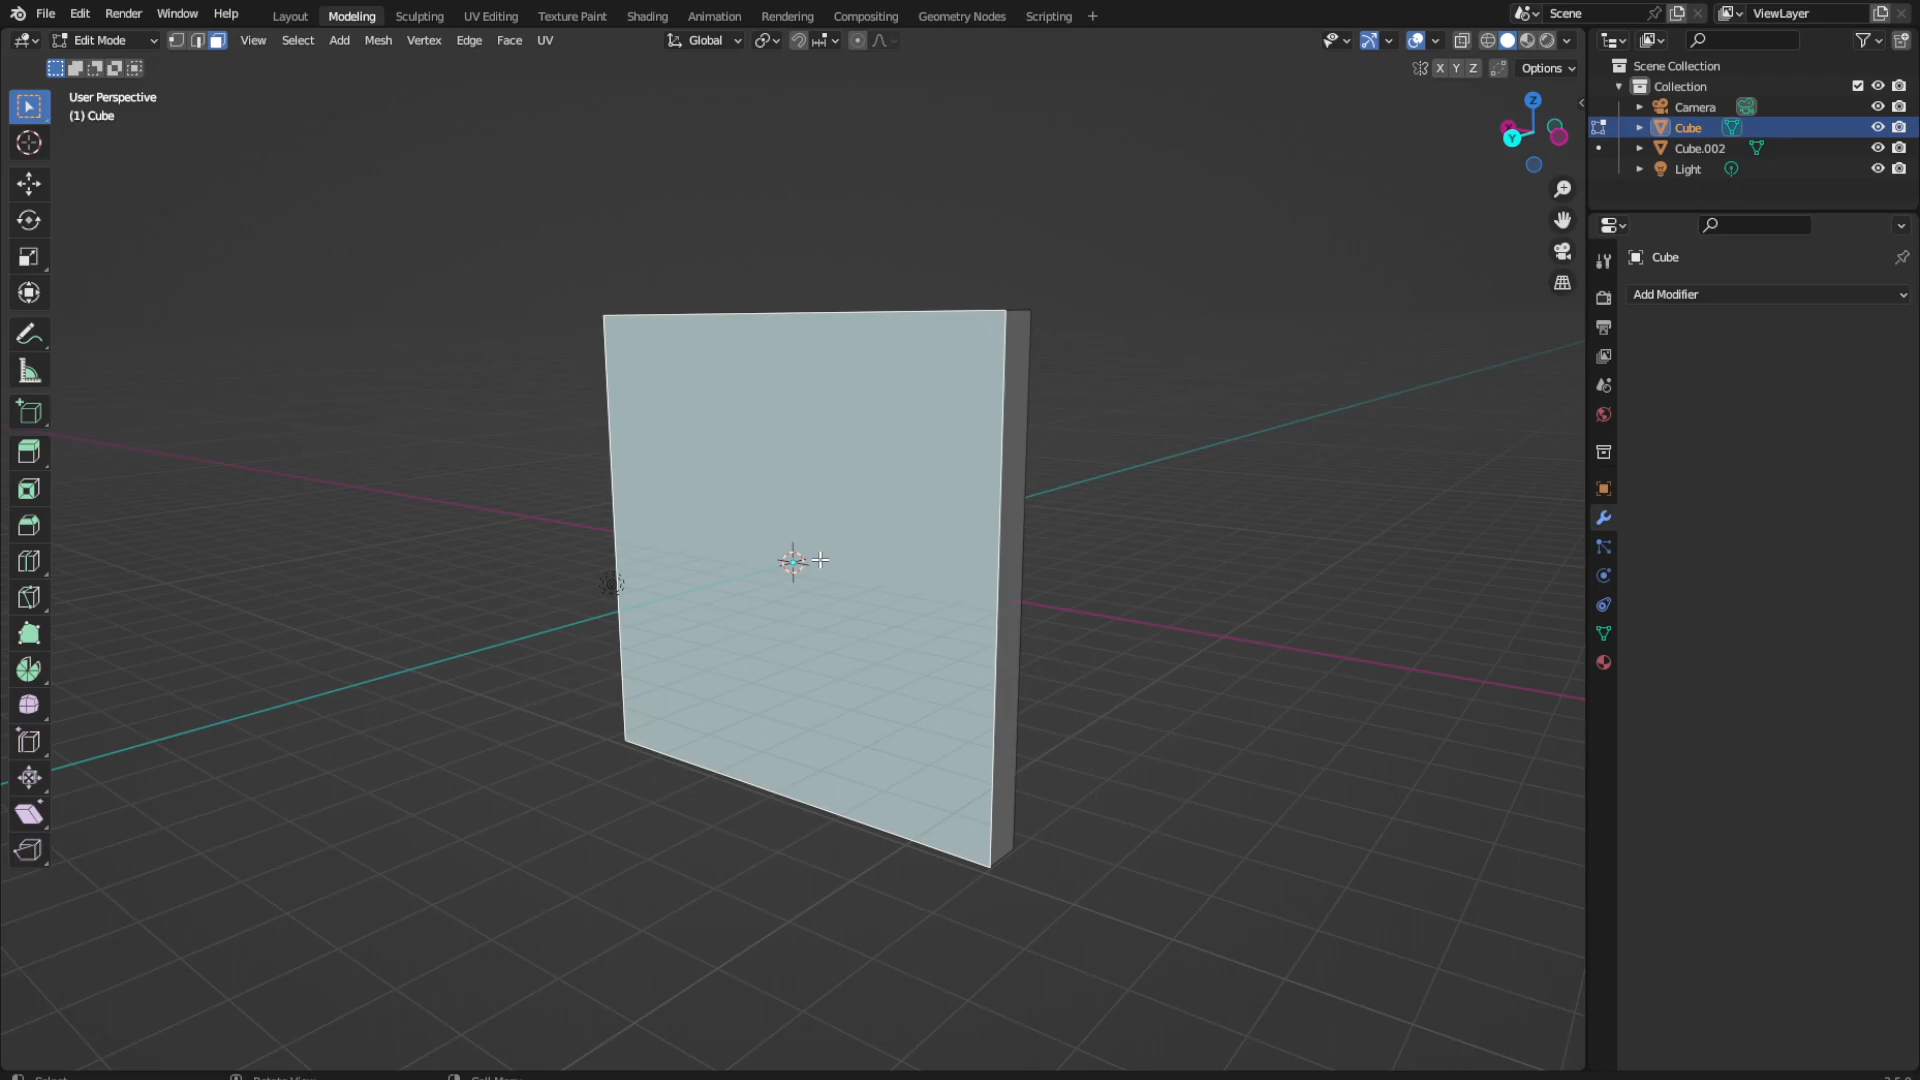 File Edit Render Window Help Layout Modeling Sculpting UV Editing Texture Paint Shading Animation Rendering Compositing Geometry Nodes Scripting + Scene ViewLayer
Edit Mode View Select Add Mesh Vertex Edge Face UV Global
X Y Z Options
User Perspective
(1) Cube
Z
X
Y
Scene Collection
Collection
Camera
Cube
Cube.002
Light
Cube
Add Modifier